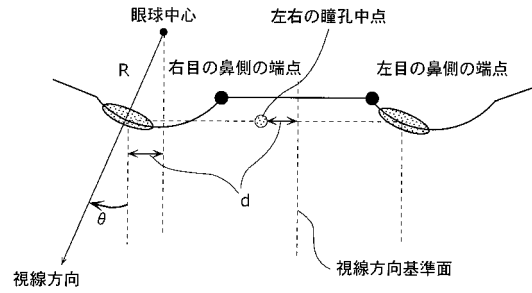 眼球中心
左右の瞳孔中点
R
右目の鼻側の端点
左目の鼻側の端点
d
θ
視線方向
視線方向基準面